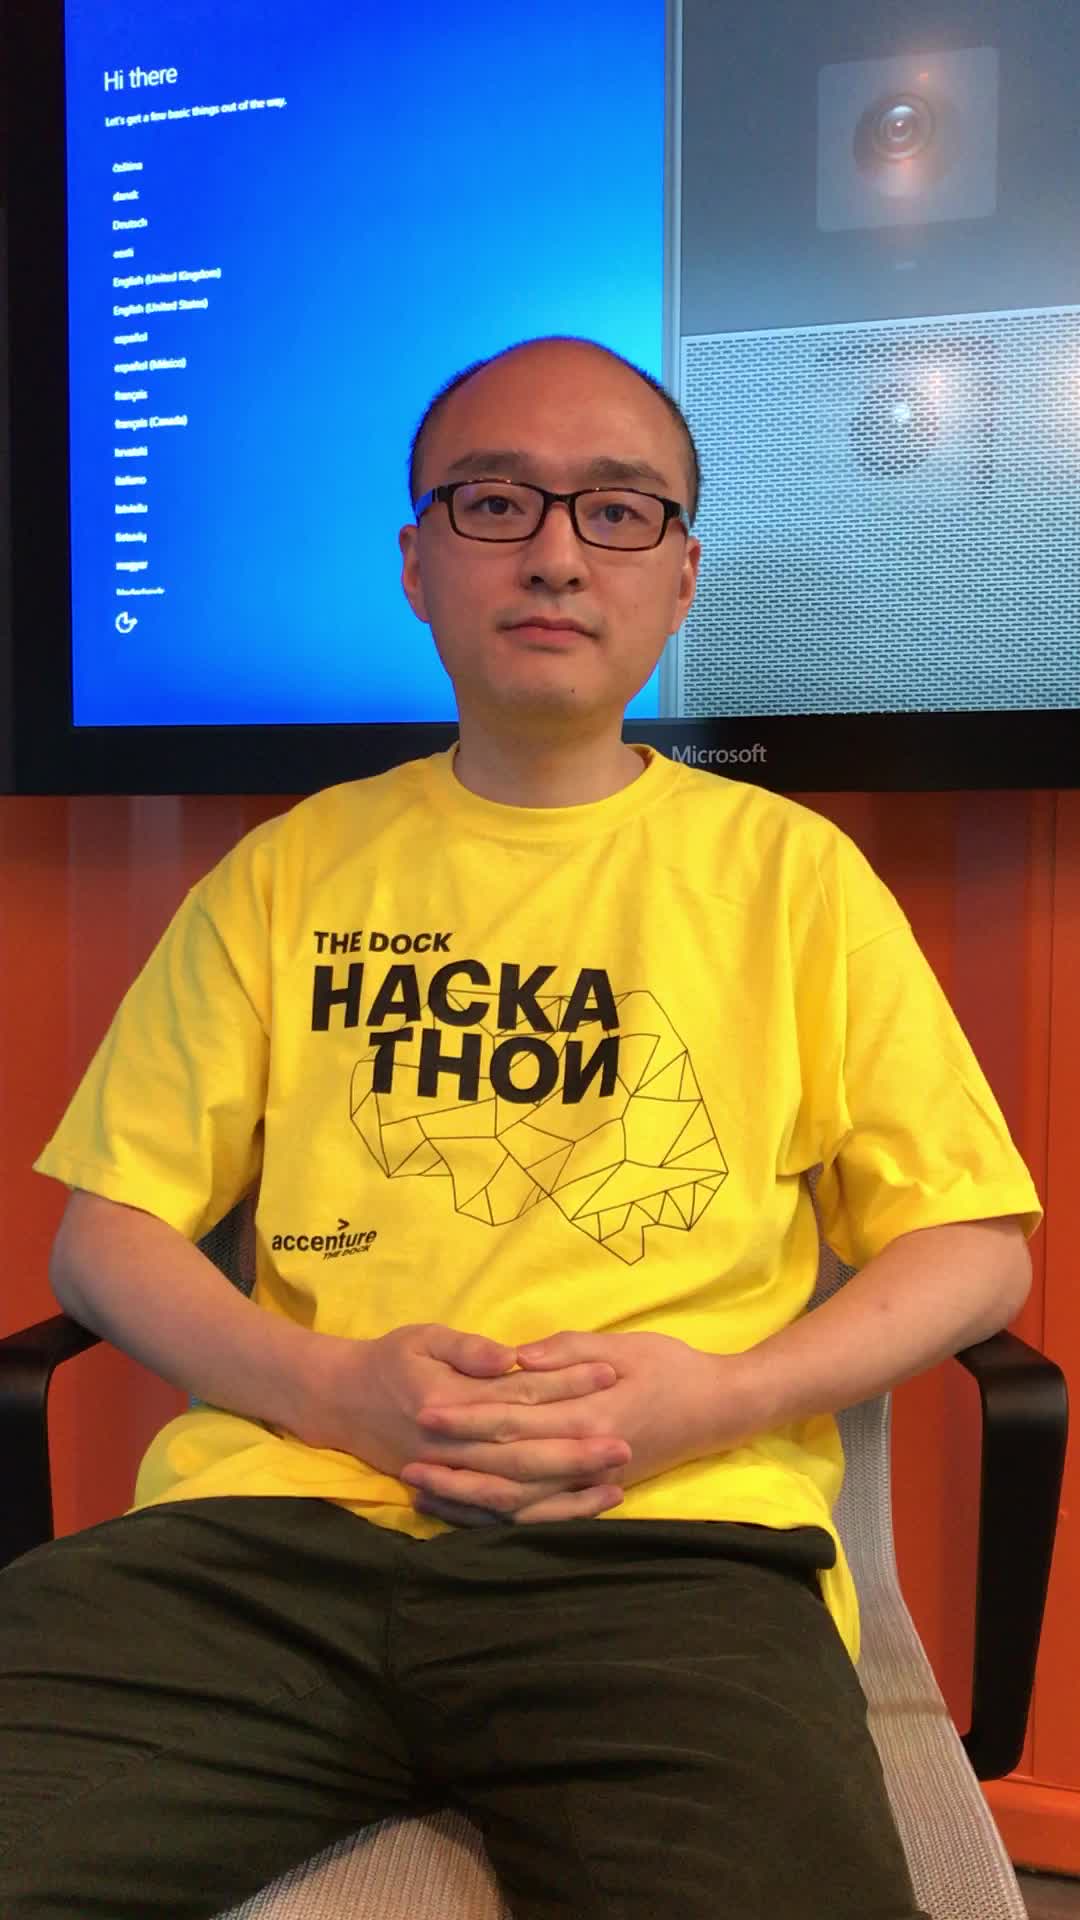 Hi there
Let's get a few basic things out of the way.
čeština
dansk
Deutsch
eesti
English (United Kingdom)
English (United States)
español
español (México)
français
français (Canada)
hrvatski
italiano
latviešu
lietuvių
magyar
Microsoft
THE DOCK
HACKA
THOИ
>
accenture
THE DOCK